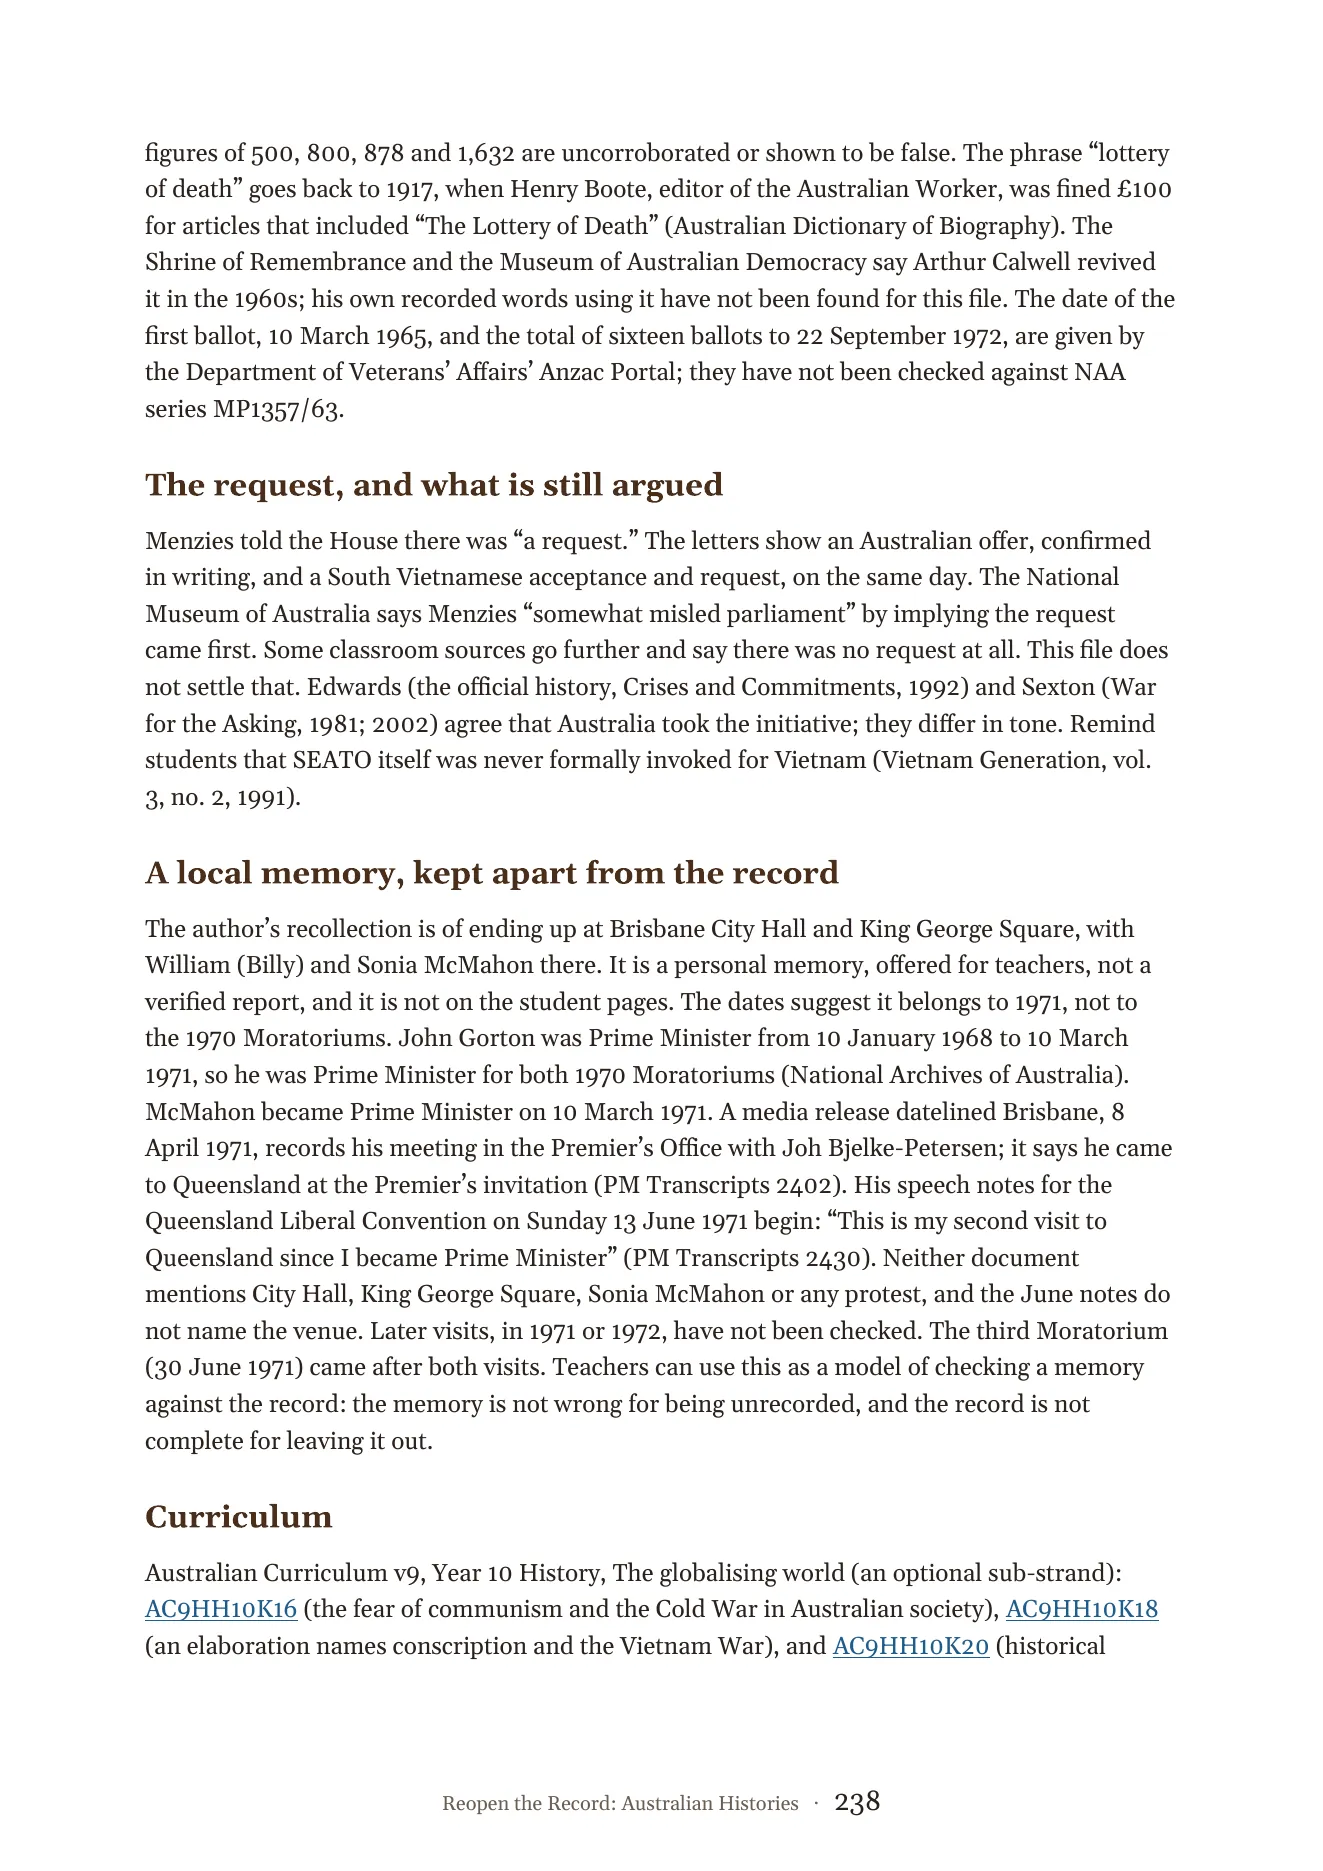 figures of 500, 800, 878 and 1,632 are uncorroborated or shown to be false. The phrase “lottery
of death” goes back to 1917, when Henry Boote, editor of the Australian Worker, was fined £100
for articles that included “The Lottery of Death” (Australian Dictionary of Biography). The
Shrine of Remembrance and the Museum of Australian Democracy say Arthur Calwell revived
it in the 1960s; his own recorded words using it have not been found for this file. The date of the
first ballot, 10 March 1965, and the total of sixteen ballots to 22 September 1972, are given by
the Department of Veterans’ Affairs’ Anzac Portal; they have not been checked against NAA
series MP1357/63.
The request, and what is still argued
Menzies told the House there was “a request.” The letters show an Australian offer, confirmed
in writing, and a South Vietnamese acceptance and request, on the same day. The National
Museum of Australia says Menzies “somewhat misled parliament” by implying the request
came first. Some classroom sources go further and say there was no request at all. This file does
not settle that. Edwards (the official history, Crises and Commitments, 1992) and Sexton (War
for the Asking, 1981; 2002) agree that Australia took the initiative; they differ in tone. Remind
students that SEATO itself was never formally invoked for Vietnam (Vietnam Generation, vol.
3, no. 2, 1991).
A local memory, kept apart from the record
The author’s recollection is of ending up at Brisbane City Hall and King George Square, with
William (Billy) and Sonia McMahon there. It is a personal memory, offered for teachers, not a
verified report, and it is not on the student pages. The dates suggest it belongs to 1971, not to
the 1970 Moratoriums. John Gorton was Prime Minister from 10 January 1968 to 10 March
1971, so he was Prime Minister for both 1970 Moratoriums (National Archives of Australia).
McMahon became Prime Minister on 10 March 1971. A media release datelined Brisbane, 8
April 1971, records his meeting in the Premier’s Office with Joh Bjelke-Petersen; it says he came
to Queensland at the Premier’s invitation (PM Transcripts 2402). His speech notes for the
Queensland Liberal Convention on Sunday 13 June 1971 begin: “This is my second visit to
Queensland since I became Prime Minister” (PM Transcripts 2430). Neither document
mentions City Hall, King George Square, Sonia McMahon or any protest, and the June notes do
not name the venue. Later visits, in 1971 or 1972, have not been checked. The third Moratorium
(30 June 1971) came after both visits. Teachers can use this as a model of checking a memory
against the record: the memory is not wrong for being unrecorded, and the record is not
complete for leaving it out.
Curriculum
Australian Curriculum v9, Year 10 History, The globalising world (an optional sub-strand):
AC9HH10K16 (the fear of communism and the Cold War in Australian society), AC9HH10K18
(an elaboration names conscription and the Vietnam War), and AC9HH10K20 (historical
Reopen the Record: Australian Histories · 238